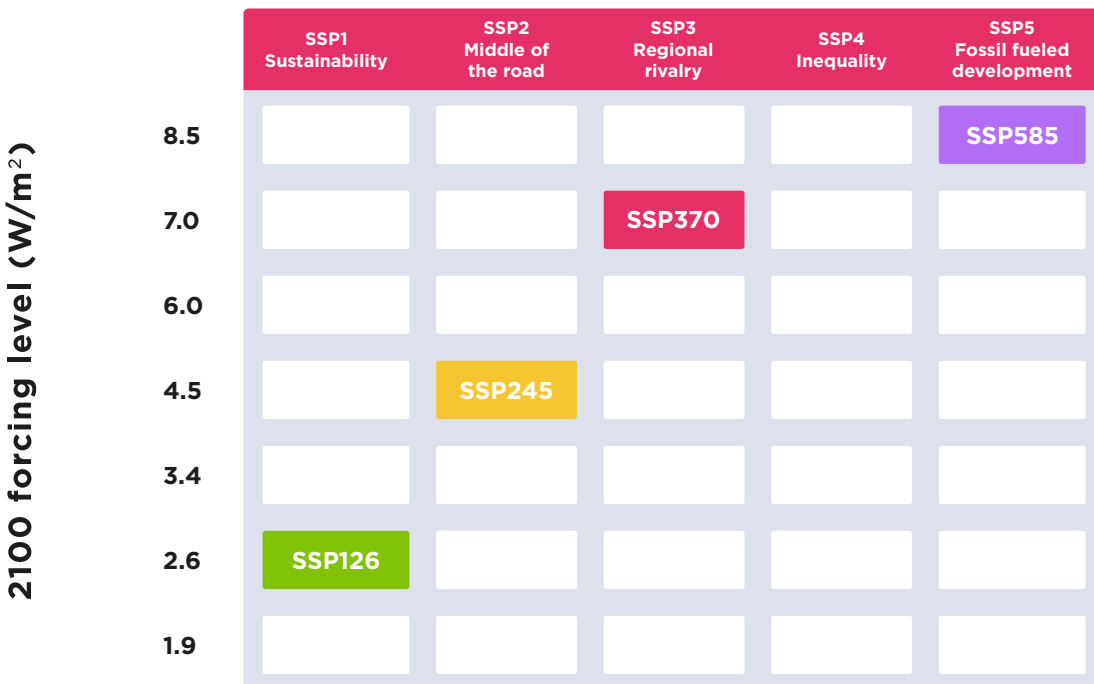 SSP1
Sustainability
SSP2
Middle of
the road
SSP3
Regional
rivalry
SSP4
Inequality
SSP5
Fossil fueled
development
2100 forcing level (W/m²)
8.5
SSP585
7.0
SSP370
6.0
4.5
SSP245
3.4
2.6
SSP126
1.9